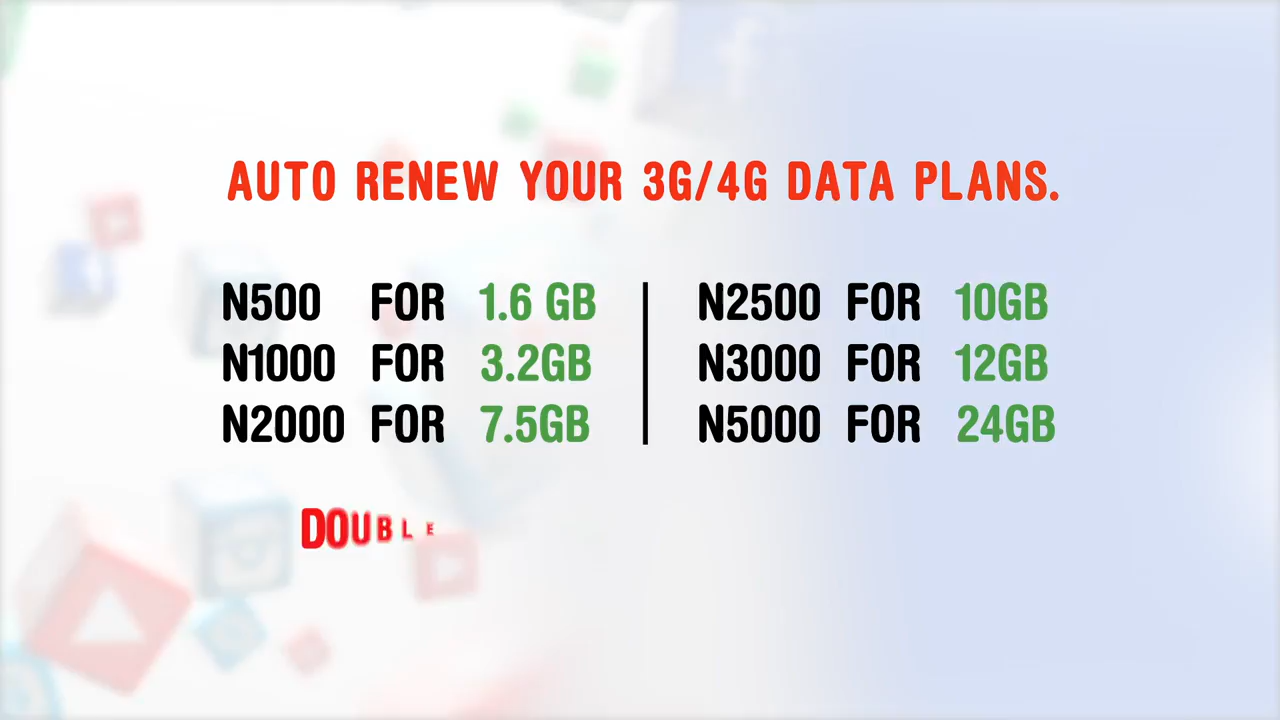 AUTO RENEW YOUR 3G/4G DATA PLANS.
N500 FOR 1.6 GB
N1000 FOR 3.2GB
N2000 FOR 7.5GB
N2500 FOR 10GB
N3000 FOR 12GB
N5000 FOR 24GB
DOUBLE